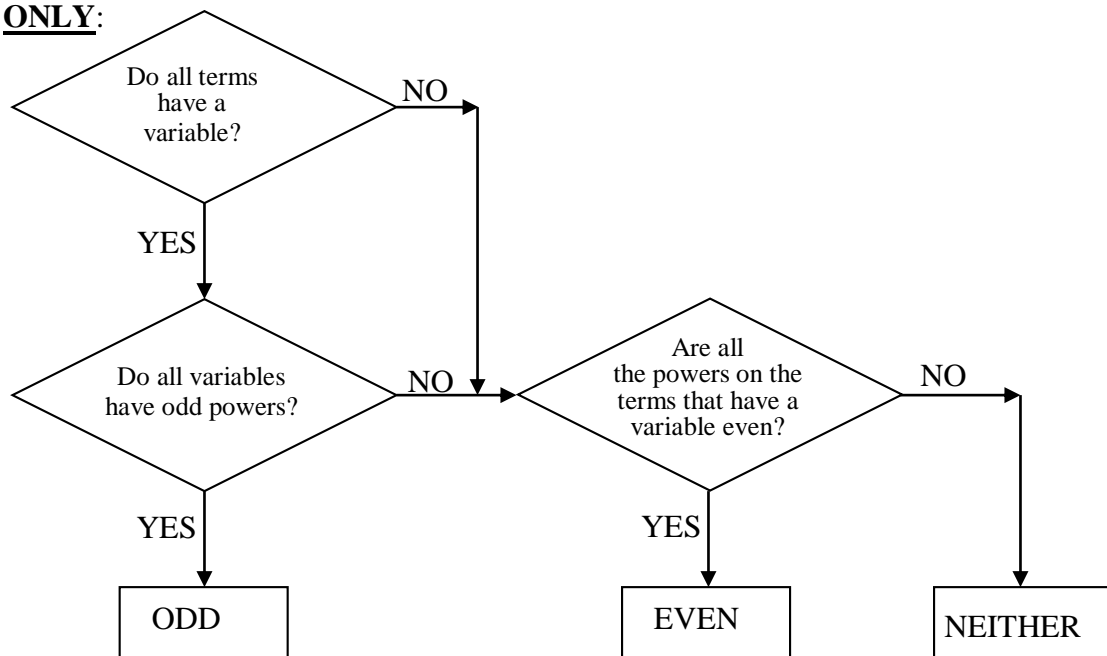 ONLY:
Do all terms
have a
variable?
NO
YES
Do all variables
have odd powers?
NO
Are all
the powers on the
terms that have a
variable even?
NO
YES
YES
ODD
EVEN
NEITHER